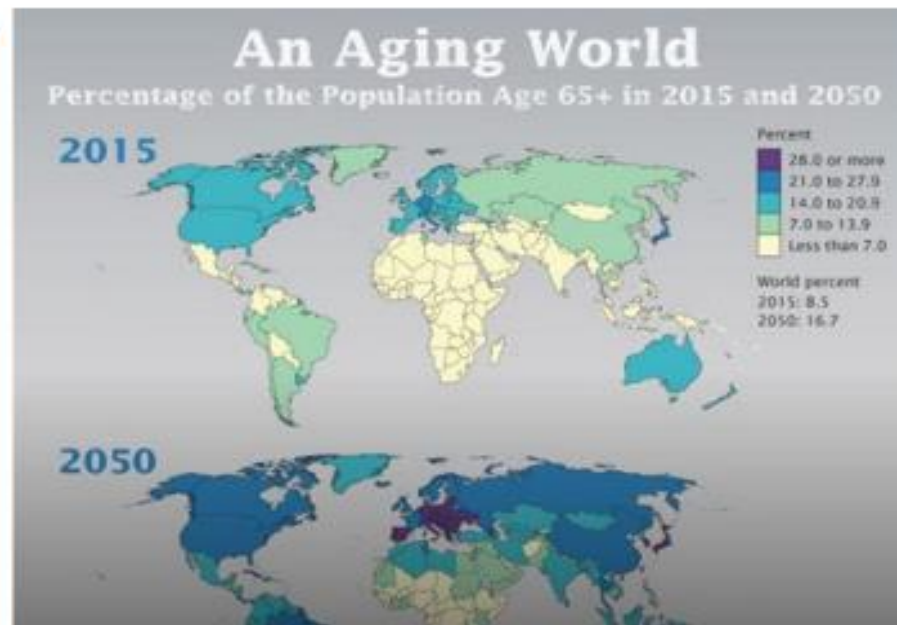 An Aging World
Percentage of the Population Age 65+ in 2015 and 2050
2015
Percent
28.0 or more
21.0 to 27.9
14.0 to 20.9
7.0 to 13.9
Less than 7.0
World percent
2015: 8.5
2050: 16.7
2050